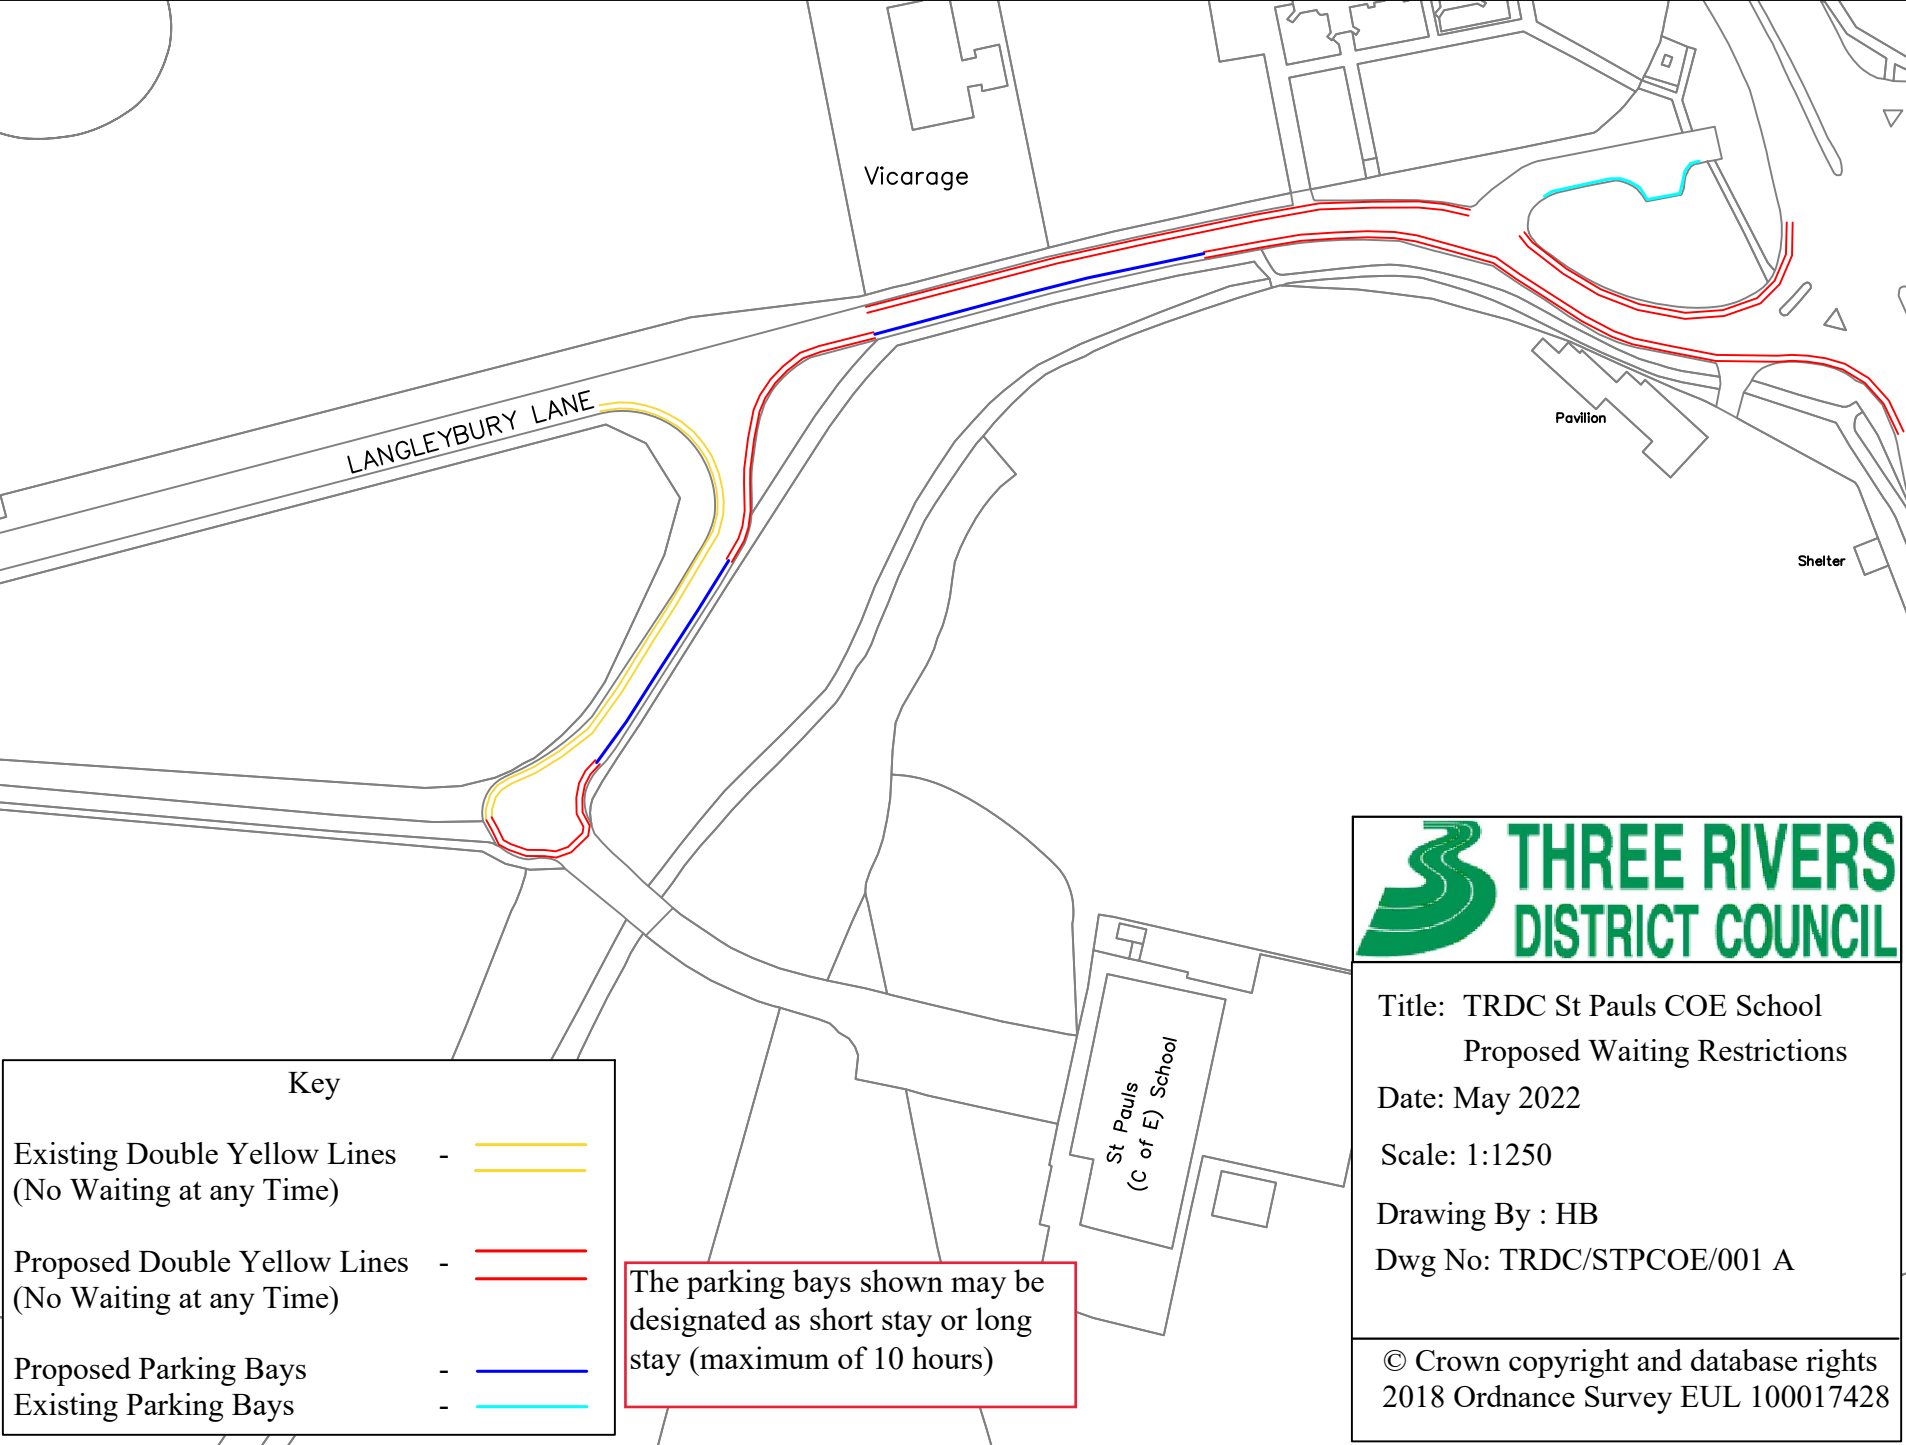 Vicarage
LANGLEYBURY LANE
Pavilion
Shelter
St Pauls
(C of E) School
THREE RIVERS
DISTRICT COUNCIL
Title: TRDC St Pauls COE School
Proposed Waiting Restrictions
Date: May 2022
Scale: 1:1250
Drawing By : HB
Dwg No: TRDC/STPCOE/001 A
© Crown copyright and database rights
2018 Ordnance Survey EUL 100017428
Key
Existing Double Yellow Lines -
(No Waiting at any Time)
Proposed Double Yellow Lines -
(No Waiting at any Time)
Proposed Parking Bays -
Existing Parking Bays -
The parking bays shown may be
designated as short stay or long
stay (maximum of 10 hours)